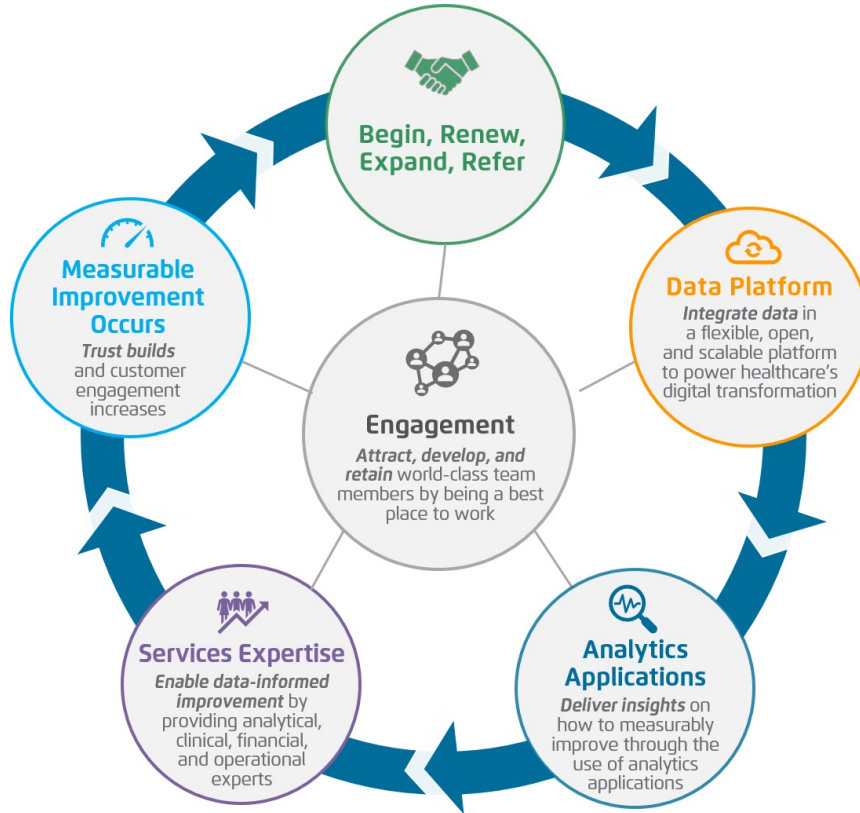 Begin, Renew,
Expand, Refer
Data Platform
Integrate data in
a flexible, open,
and scalable platform
to power healthcare's
digital transformation
Analytics
Applications
Deliver insights on
how to measurably
improve through the
use of analytics
applications
Services Expertise
Enable data-informed
improvement by
providing analytical,
clinical, financial,
and operational
experts
Measurable
Improvement
Occurs
Trust builds
and customer
engagement
increases
Engagement
Attract, develop, and
retain world-class team
members by being a best
place to work